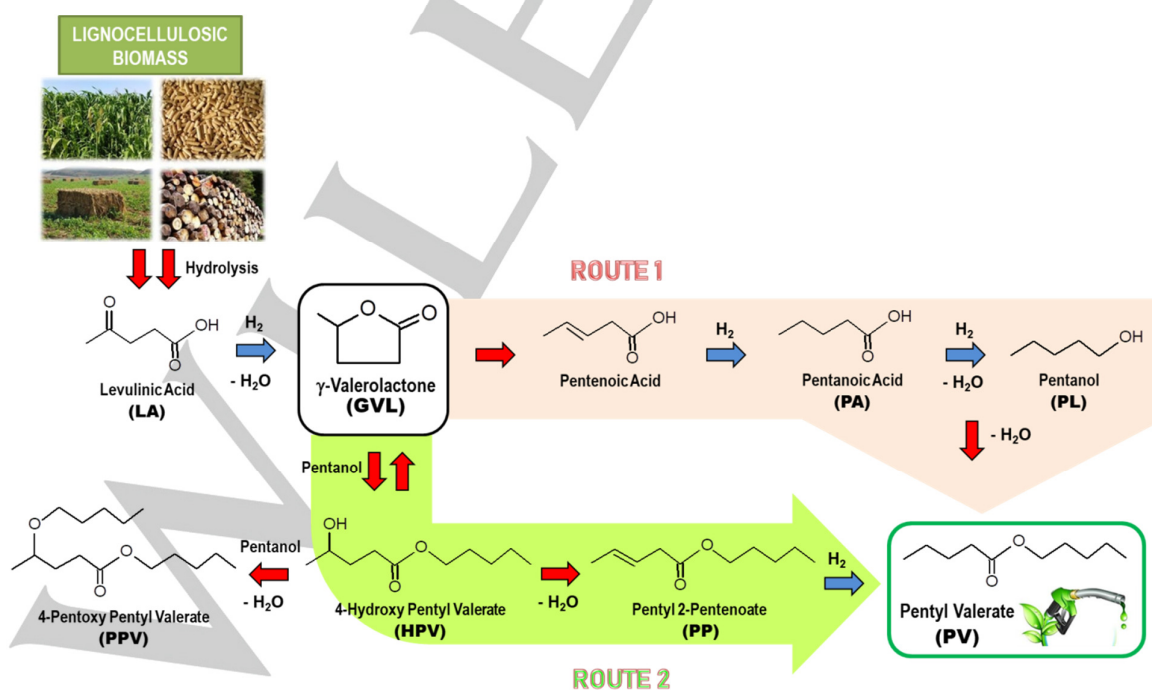 LIGNOCELLULOSIC
BIOMASS
Hydrolysis
ROUTE 1
O
OH
O
Levulinic Acid
(LA)
H₂
- H₂O
O
O
γ-Valerolactone
(GVL)
OH
O
Pentenoic Acid
H₂
OH
O
Pentanoic Acid
(PA)
H₂
- H₂O
OH
Pentanol
(PL)
- H₂O
Pentanol
O
O
O
4-Pentoxy Pentyl Valerate
(PPV)
Pentanol
- H₂O
OH
O
O
4-Hydroxy Pentyl Valerate
(HPV)
- H₂O
O
O
Pentyl 2-Pentenoate
(PP)
H₂
O
O
Pentyl Valerate
(PV)
ROUTE 2